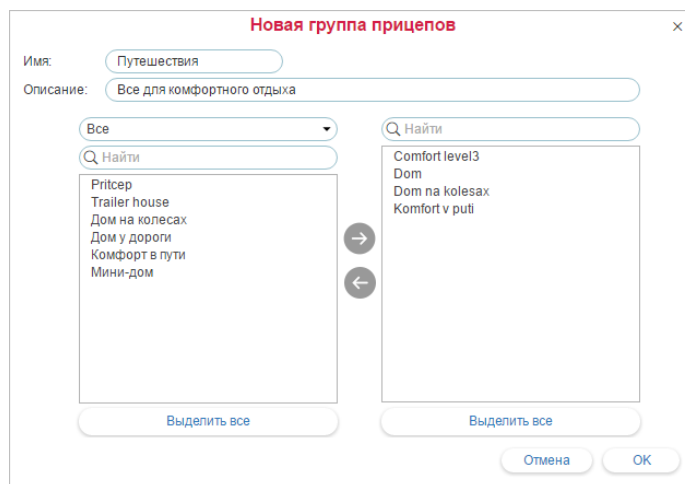 Новая группа прицепов
Имя: Путешествия
Описание: Все для комфортного отдыха
Все
Найти
Pritcep
Trailer house
Дом на колесах
Дом у дороги
Комфорт в пути
Мини-дом
Выделить все
Найти
Comfort level3
Dom
Dom na kolesax
Komfort v puti
Выделить все
Отмена
OK